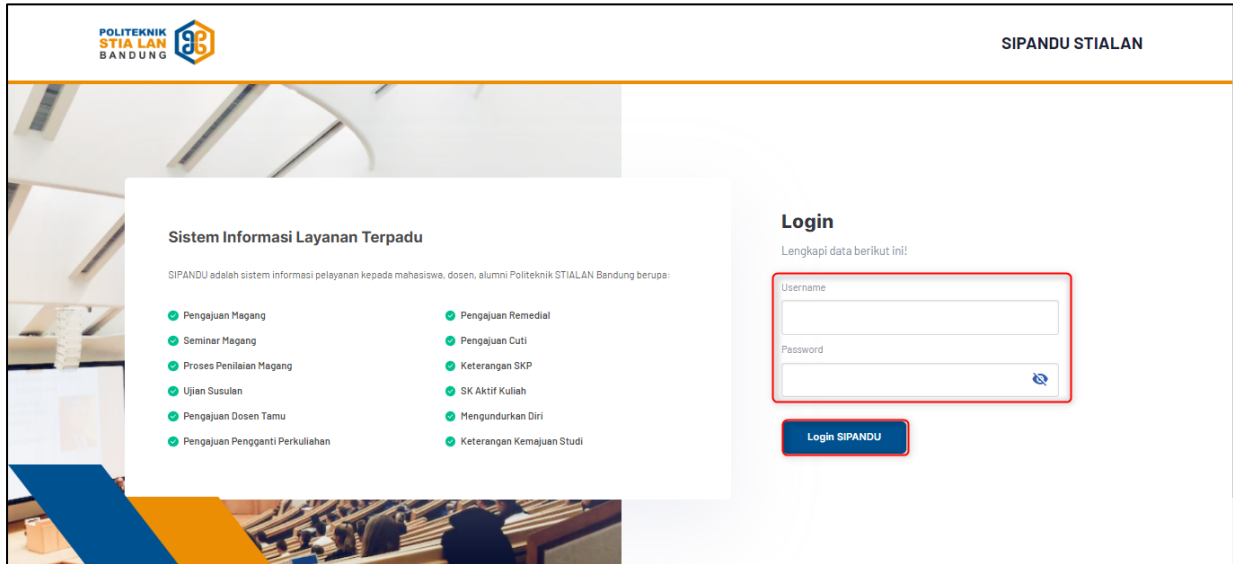 POLITEKNIK
STIA LAN
BANDUNG
SIPANDU STIALAN
Sistem Informasi Layanan Terpadu
SIPANDU adalah sistem informasi pelayanan kepada mahasiswa, dosen, alumni Politeknik STIALAN Bandung berupa:
Pengajuan Magang
Seminar Magang
Proses Penilaian Magang
Ujian Susulan
Pengajuan Dosen Tamu
Pengajuan Pengganti Perkuliahan
Pengajuan Remedial
Pengajuan Cuti
Keterangan SKP
SK Aktif Kuliah
Mengundurkan Diri
Keterangan Kemajuan Studi
Login
Lengkapi data berikut ini!
Username
Password
Login SIPANDU